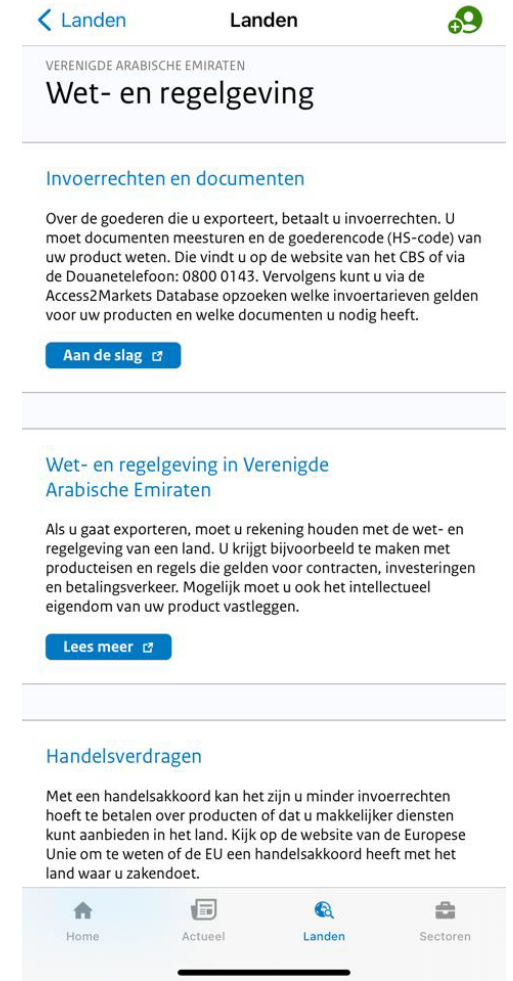 Landen
Landen
VERENIGDE ARABISCHE EMIRATEN
Wet- en regelgeving
Invoerrechten en documenten
Over de goederen die u exporteert, betaalt u invoerrechten. U
moet documenten meesturen en de goederencode (HS-code) van
uw product weten. Die vindt u op de website van het CBS of via
de Douanetelefoon: 0800 0143. Vervolgens kunt u via de
Access2Markets Database opzoeken welke invoertarieven gelden
voor uw producten en welke documenten u nodig heeft.
Aan de slag
Wet- en regelgeving in Verenigde
Arabische Emiraten
Als u gaat exporteren, moet u rekening houden met de wet- en
regelgeving van een land. U krijgt bijvoorbeeld te maken met
producteisen en regels die gelden voor contracten, investeringen
en betalingsverkeer. Mogelijk moet u ook het intellectueel
eigendom van uw product vastleggen.
Lees meer
Handelsverdragen
Met een handelsakkoord kan het zijn u minder invoerrechten
hoeft te betalen over producten of dat u makkelijker diensten
kunt aanbieden in het land. Kijk op de website van de Europese
Unie om te weten of de EU een handelsakkoord heeft met het
land waar u zakendoet.
Home
Actueel
Landen
Sectoren